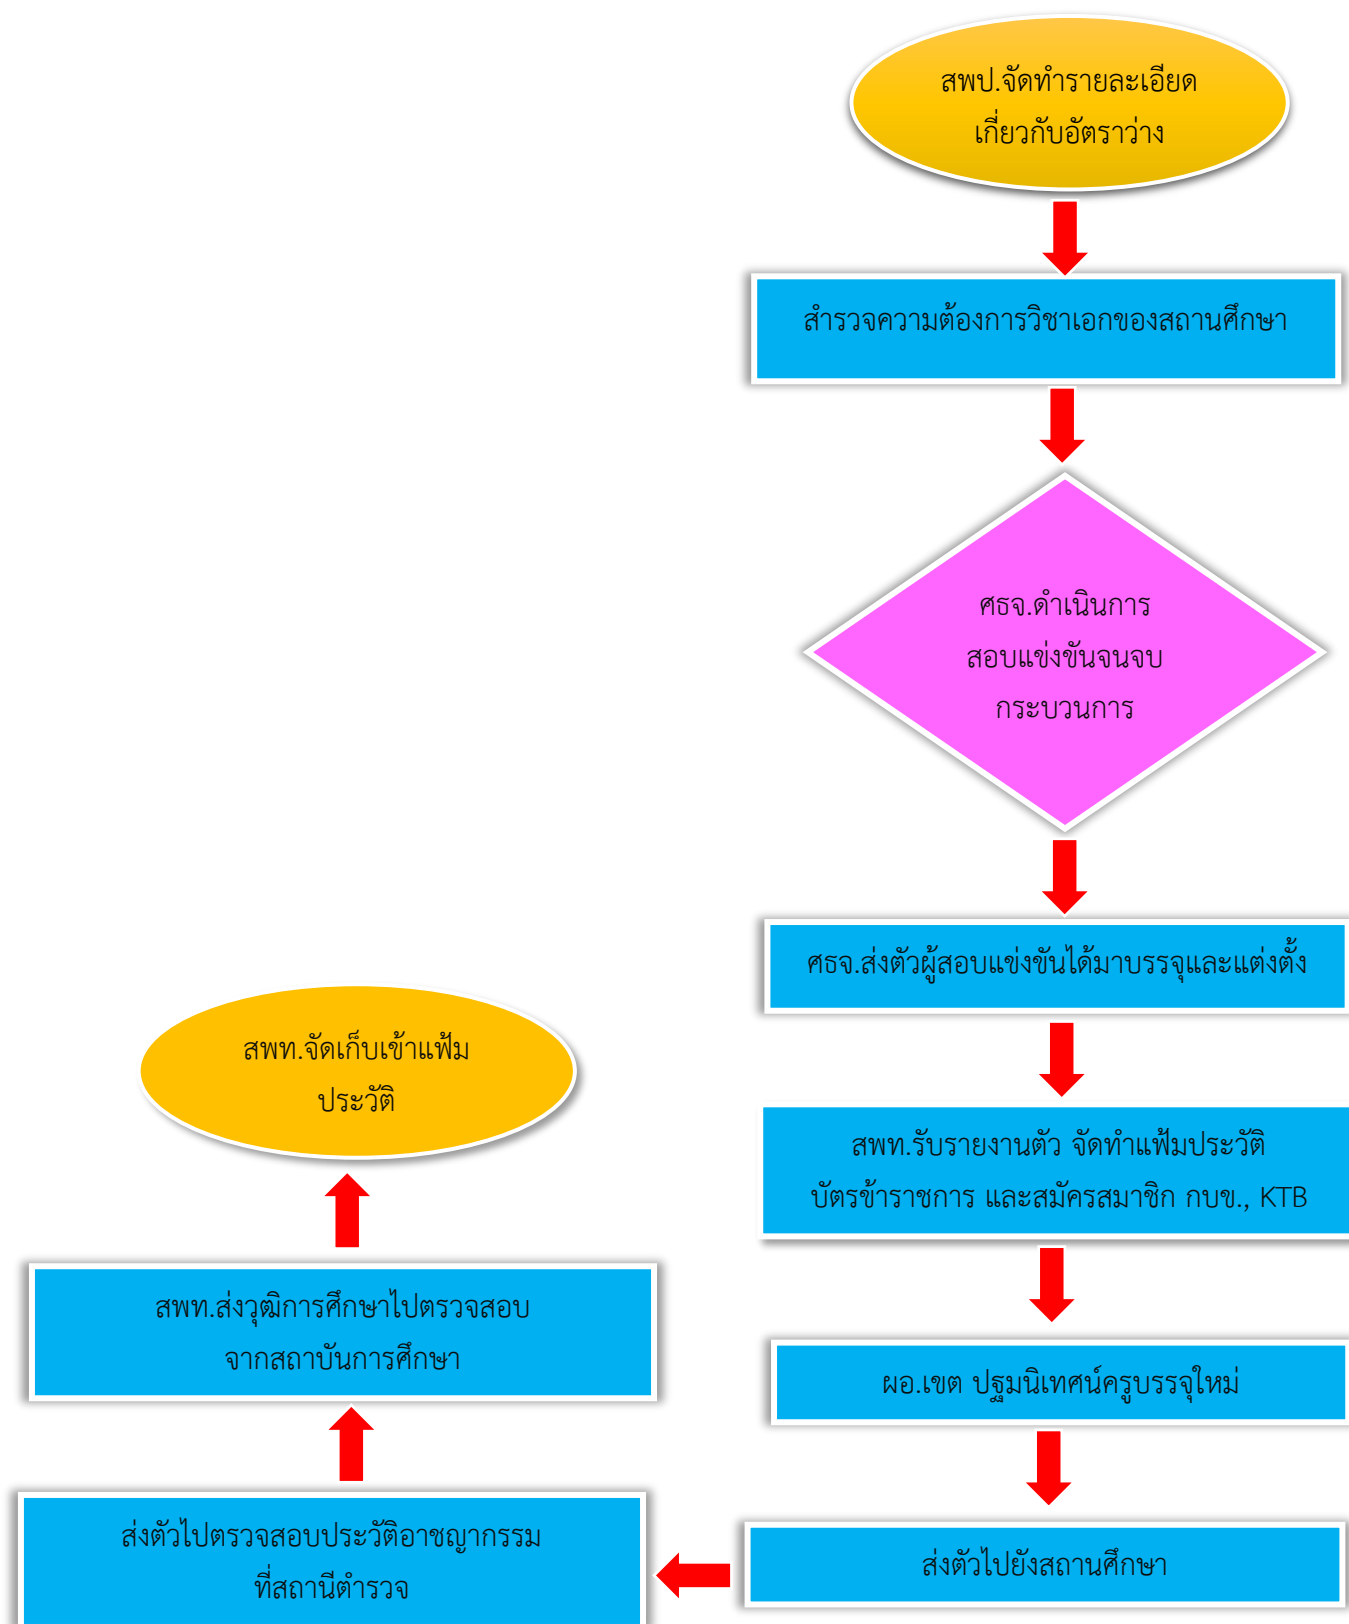 สพป.จัดทำรายละเอียด
เกี่ยวกับอัตราว่าง
สำรวจความต้องการวิชาเอกของสถานศึกษา
ศธจ.ดำเนินการ
สอบแข่งขันจนจบ
กระบวนการ
ศธจ.ส่งตัวผู้สอบแข่งขันได้มาบรรจุและแต่งตั้ง
สพท.รับรายงานตัว จัดทำแฟ้มประวัติ
บัตรข้าราชการ และสมัครสมาชิก กบข., KTB
ผอ.เขต ปฐมนิเทศน์ครูบรรจุใหม่
ส่งตัวไปยังสถานศึกษา
ส่งตัวไปตรวจสอบประวัติอาชญากรรม
ที่สถานีตำรวจ
สพท.ส่งวุฒิการศึกษาไปตรวจสอบ
จากสถาบันการศึกษา
สพท.จัดเก็บเข้าแฟ้ม
ประวัติ